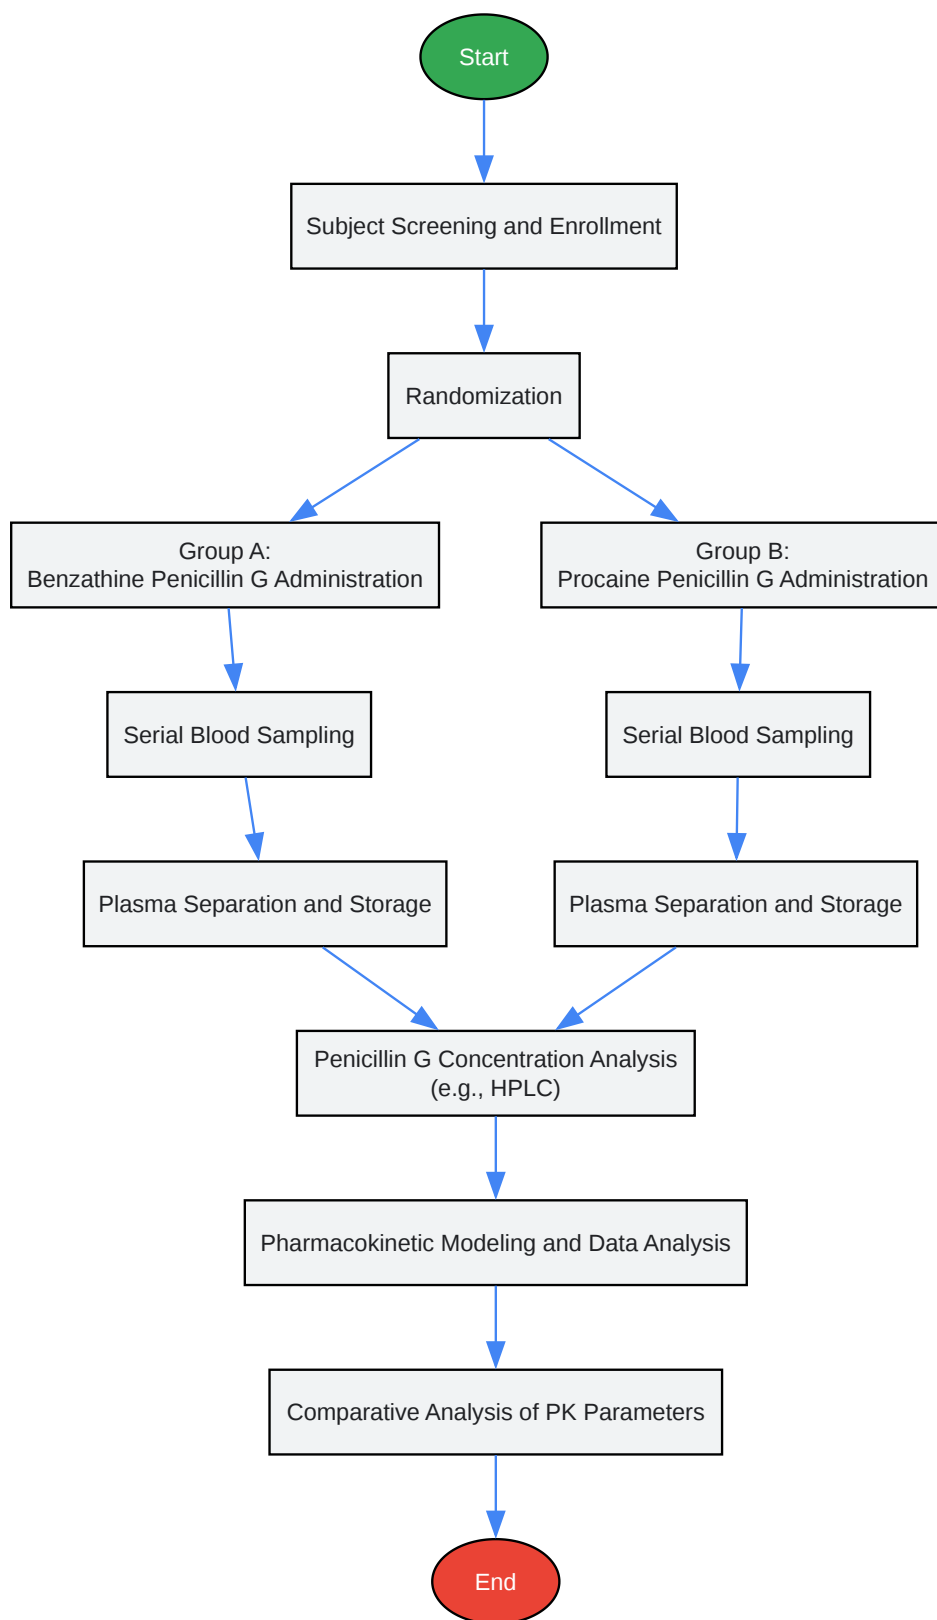 Start
Subject Screening and Enrollment
Randomization
Group A:
Benzathine Penicillin G Administration
Group B:
Procaine Penicillin G Administration
Serial Blood Sampling
Serial Blood Sampling
Plasma Separation and Storage
Plasma Separation and Storage
Penicillin G Concentration Analysis
(e.g., HPLC)
Pharmacokinetic Modeling and Data Analysis
Comparative Analysis of PK Parameters
End